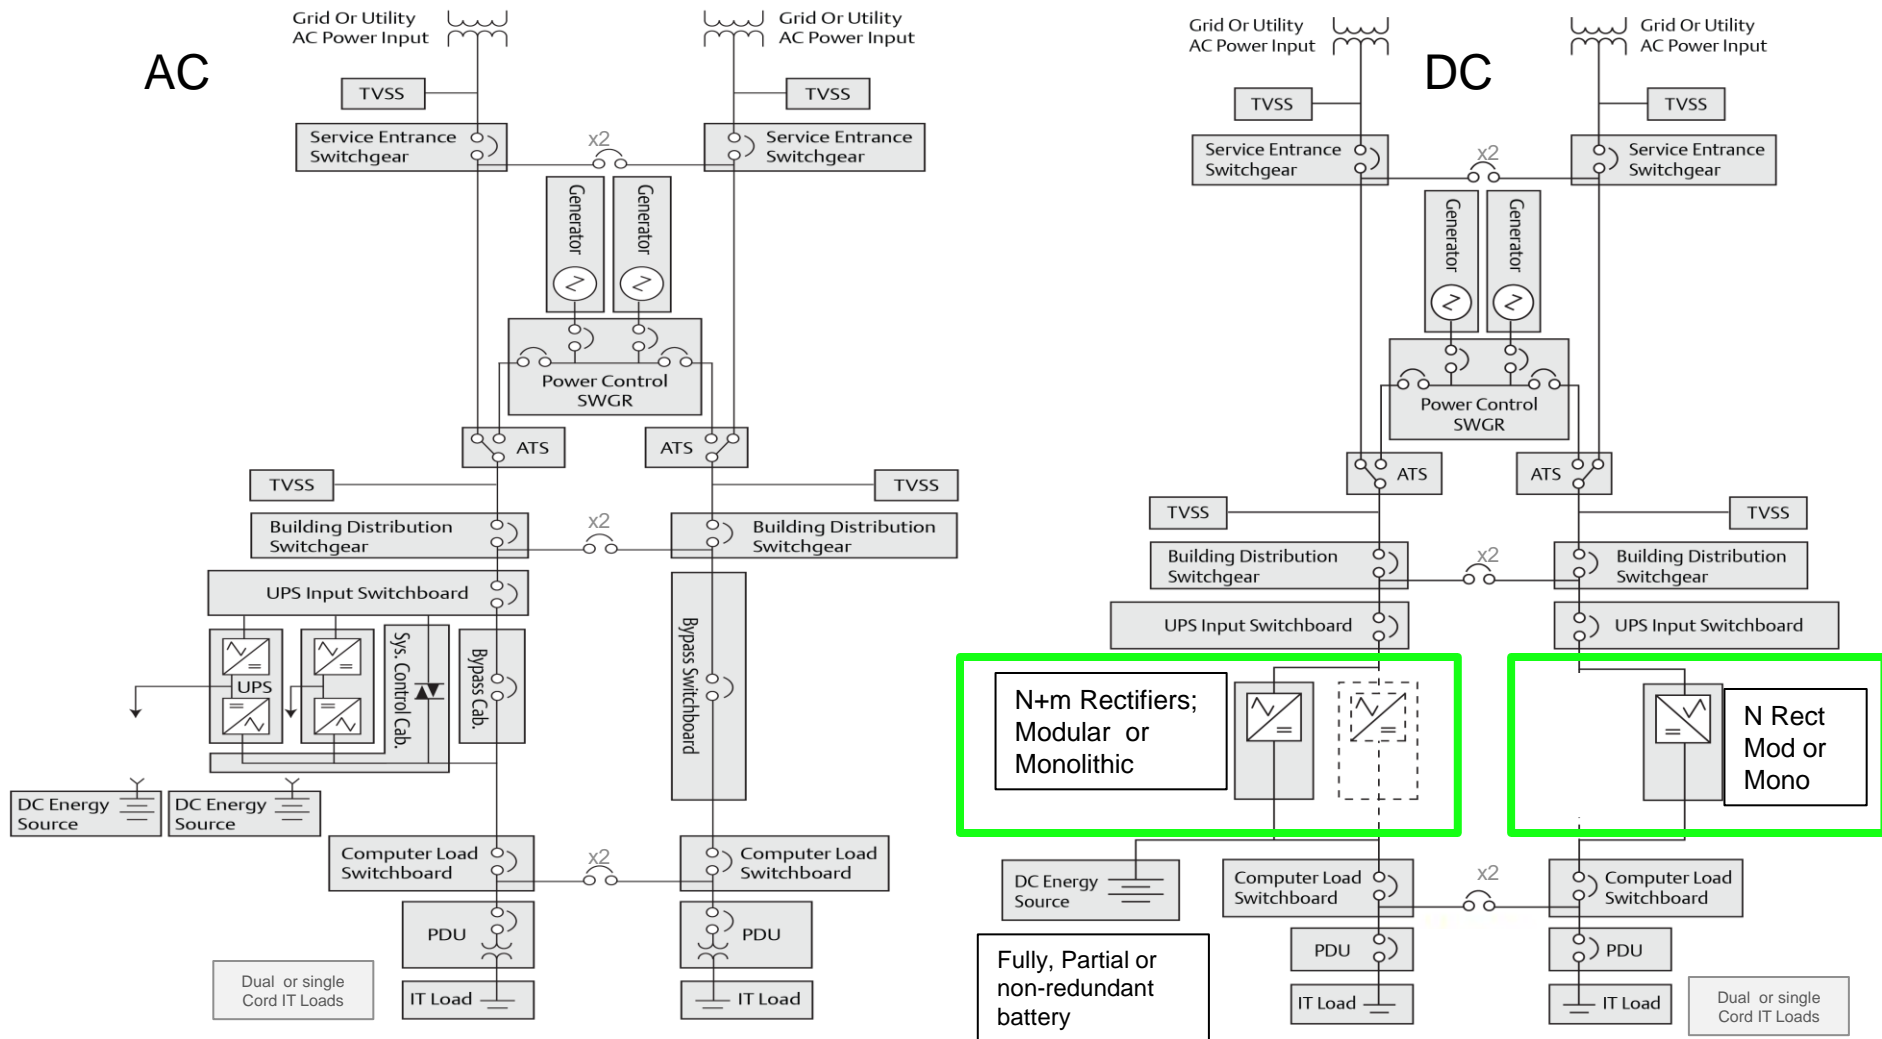 AC
Grid Or Utility
AC Power Input
Grid Or Utility
AC Power Input
TVSS
TVSS
Service Entrance
Switchgear
x2
Service Entrance
Switchgear
Generator
Generator
Power Control
SWGR
ATS
ATS
TVSS
TVSS
Building Distribution
Switchgear
x2
Building Distribution
Switchgear
UPS Input Switchboard
UPS
Sys. Control Cab.
Bypass Cab.
Bypass Switchboard
DC Energy
Source
DC Energy
Source
Computer Load
Switchboard
x2
Computer Load
Switchboard
PDU
PDU
Dual or single
Cord IT Loads
IT Load
IT Load
DC
Grid Or Utility
AC Power Input
Grid Or Utility
AC Power Input
TVSS
TVSS
Service Entrance
Switchgear
x2
Service Entrance
Switchgear
Generator
Generator
Power Control
SWGR
ATS
ATS
TVSS
TVSS
Building Distribution
Switchgear
x2
Building Distribution
Switchgear
UPS Input Switchboard
UPS Input Switchboard
N+m Rectifiers;
Modular or
Monolithic
N Rect
Mod or
Mono
DC Energy
Source
Computer Load
Switchboard
x2
Computer Load
Switchboard
Fully, Partial or
non-redundant
battery
PDU
PDU
IT Load
IT Load
Dual or single
Cord IT Loads